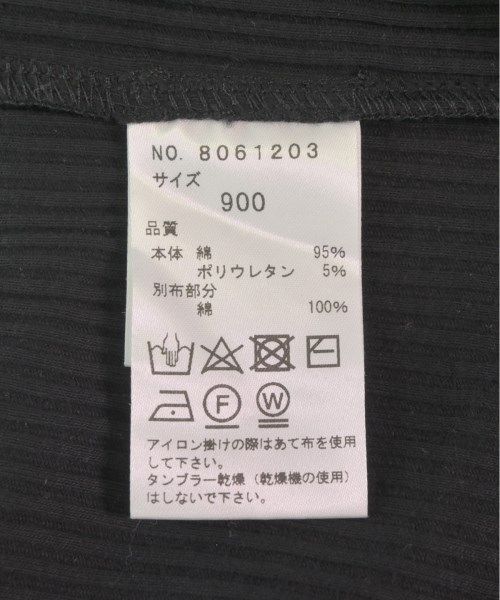 NO. 8061203
サイズ
900
品質
本体 綿 95%
ポリウレタン 5%
別布部分
綿 100%
F W
アイロン掛けの際はあて布を使用
して下さい。
タンブラー乾燥（乾燥機の使用）
はしないで下さい。